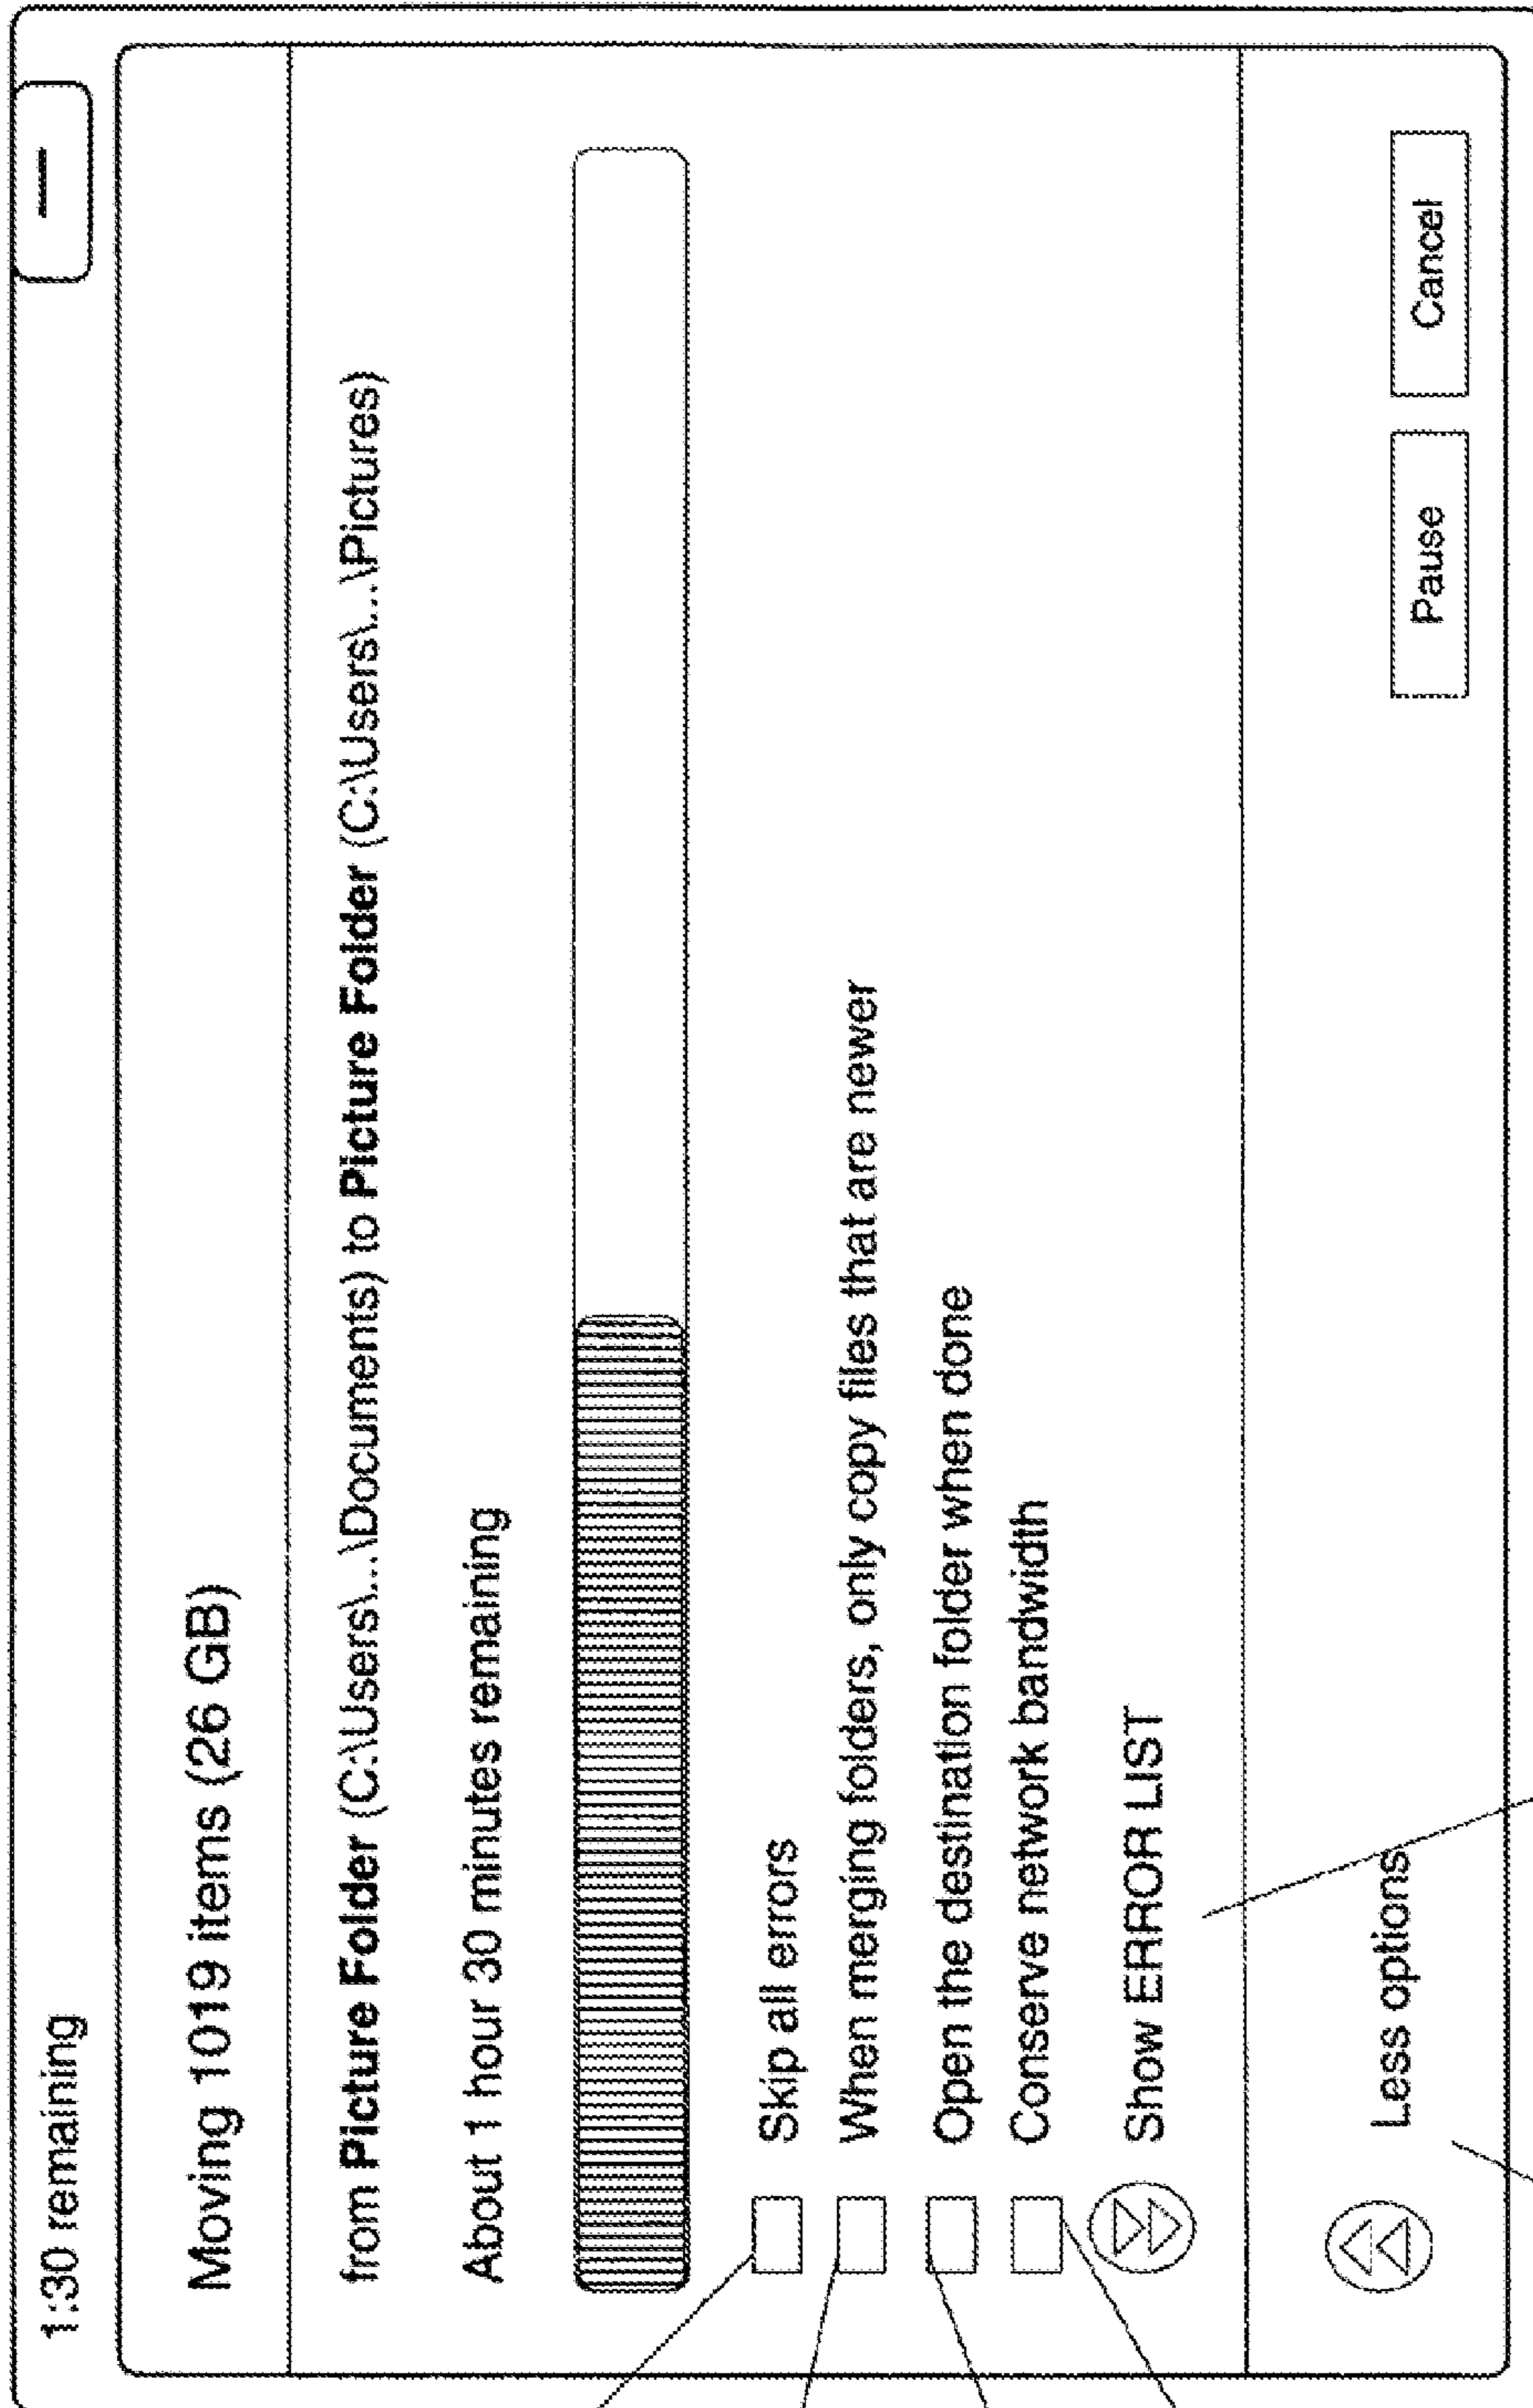 1:30 remaining
Moving 1019 items (26 GB)
from Picture Folder (C:\Users\...\Documents) to Picture Folder (C:\Users\...\Pictures)
About 1 hour 30 minutes remaining
Skip all errors
When merging folders, only copy files that are newer
Open the destination folder when done
Conserve network bandwidth
Show ERROR LIST
Less options
Pause
Cancel